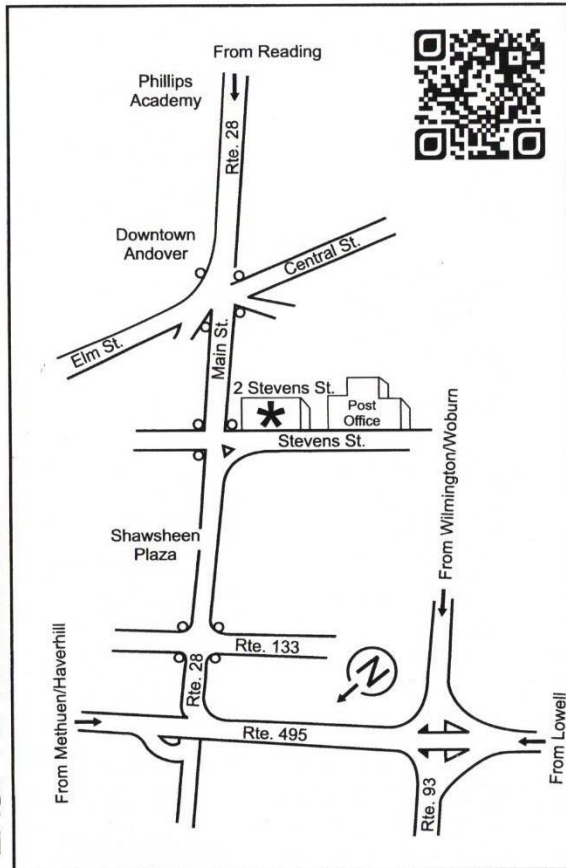 From Reading
Phillips
Academy
Rte. 28
Downtown
Andover
Central St.
Elm St.
Main St.
2 Stevens St.
*
Post
Office
Stevens St.
From Wilmington/Woburn
Shawsheen
Plaza
Rte. 133
Rte. 28
N
From Methuen/Haverhill
Rte. 495
From Lowell
Rte. 93